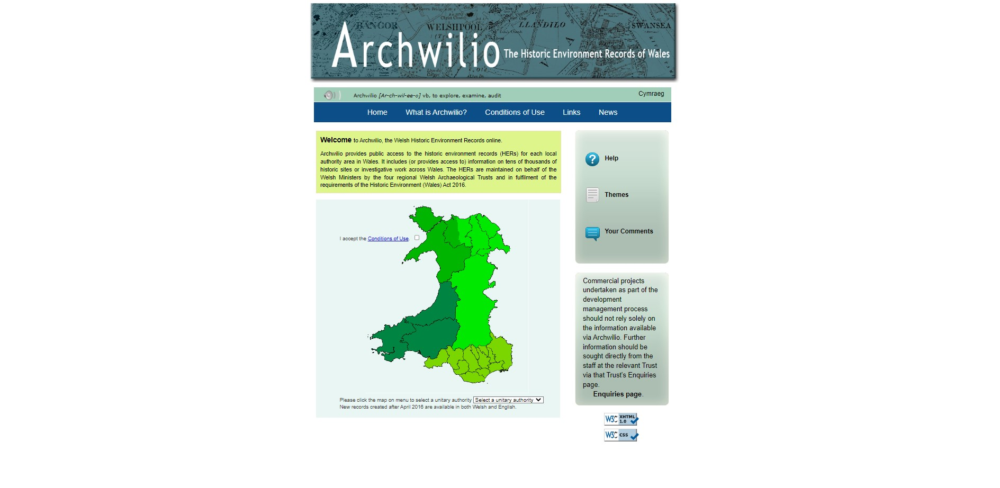 BANGOR
WELSHPOOL
LLANDILO
SWANSEA
Archwilio The Historic Environment Records of Wales
Archwilio [Ar-ch-wil-ee-o] vb, to explore, examine, audit
Cymraeg
Home What is Archwilio? Conditions of Use Links News
Welcome to Archwilio, the Welsh Historic Environment Records online.
Archwilio provides public access to the historic environment records (HERs) for each local
authority area in Wales. It includes (or provides access to) information on tens of thousands of
historic sites or investigative work across Wales. The HERs are maintained on behalf of the
Welsh Ministers by the four regional Welsh Archaeological Trusts and in fulfilment of the
requirements of the Historic Environment (Wales) Act 2016.
I accept the Conditions of Use.
Please click the map on menu to select a unitary authority Select a unitary authority
New records created after April 2016 are available in both Welsh and English.
Help
Themes
Your Comments
Commercial projects
undertaken as part of the
development
management process
should not rely solely on
the information available
via Archwilio. Further
information should be
sought directly from the
staff at the relevant Trust
via that Trust's Enquiries
page.
Enquiries page.
W3C XHTML 1.0
W3C css